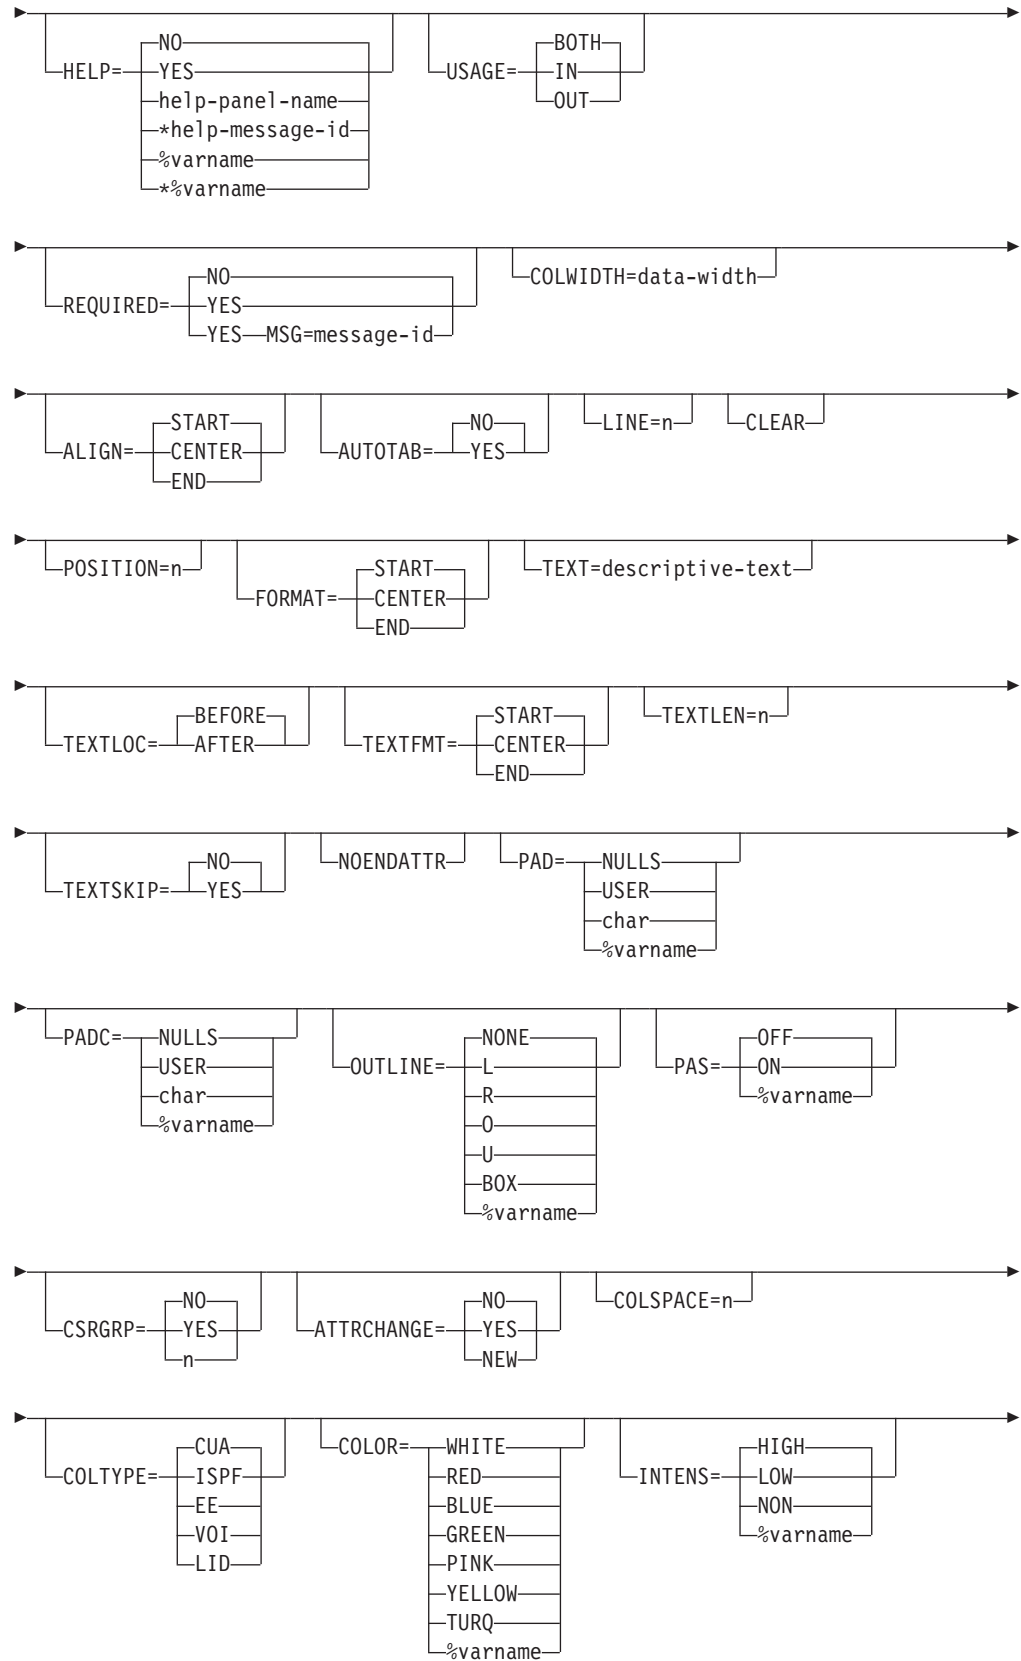 NO BOTH
HELP= YES USAGE= IN
help-panel-name OUT
*help-message-id
%varname
*%varname
NO COLWIDTH=data-width
REQUIRED= YES
YES MSG=message-id
START NO LINE=n CLEAR
ALIGN= CENTER AUTOTAB= YES
END
POSITION=n START TEXT=descriptive-text
FORMAT= CENTER
END
BEFORE START TEXTLEN=n
TEXTLOC= AFTER TEXTFMT= CENTER
END
NO NOENDATTR PAD= NULLS
TEXTSKIP= YES USER
char
%varname
PADC= NULLS NONE OFF
USER OUTLINE= L PAS= ON
char R %varname
%varname O
U
BOX
%varname
NO NO COLSPACE=n
CSRGRP= YES ATTRCHANGE= YES
n NEW
CUA COLOR= WHITE HIGH
COLTYPE= ISPF RED INTENS= LOW
EE BLUE NON
VOI GREEN %varname
LID PINK
YELLOW
TURQ
%varname